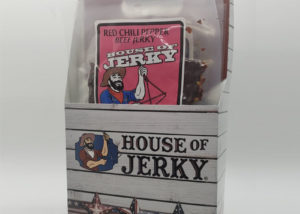 RED CHILI PEPPER
BEEF JERKY
HOUSE OF
JERKY
HOUSE OF
JERKY®